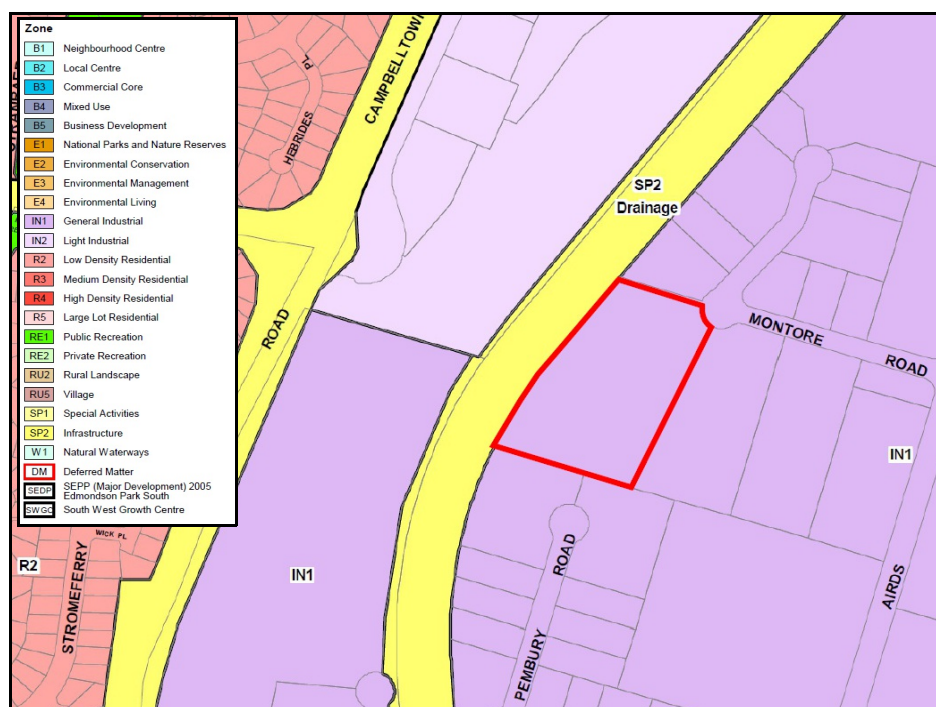 Zone
B1 Neighbourhood Centre
B2 Local Centre
B3 Commercial Core
B4 Mixed Use
B5 Business Development
E1 National Parks and Nature Reserves
E2 Environmental Conservation
E3 Environmental Management
E4 Environmental Living
IN1 General Industrial
IN2 Light Industrial
R2 Low Density Residential
R3 Medium Density Residential
R4 High Density Residential
R5 Large Lot Residential
RE1 Public Recreation
RE2 Private Recreation
RU2 Rural Landscape
RU5 Village
SP1 Special Activities
SP2 Infrastructure
W1 Natural Waterways
DM Deferred Matter
SEDP SEPP (Major Development) 2005
Edmondson Park South
SWGC South West Growth Centre
CAMPBELLTOWN
ROAD
HEBRIDES
PL
SP2
Drainage
MONTORE
ROAD
IN1
AIRDS
PEMBURY
ROAD
IN1
R2
STROMEFERRY
WICK PL